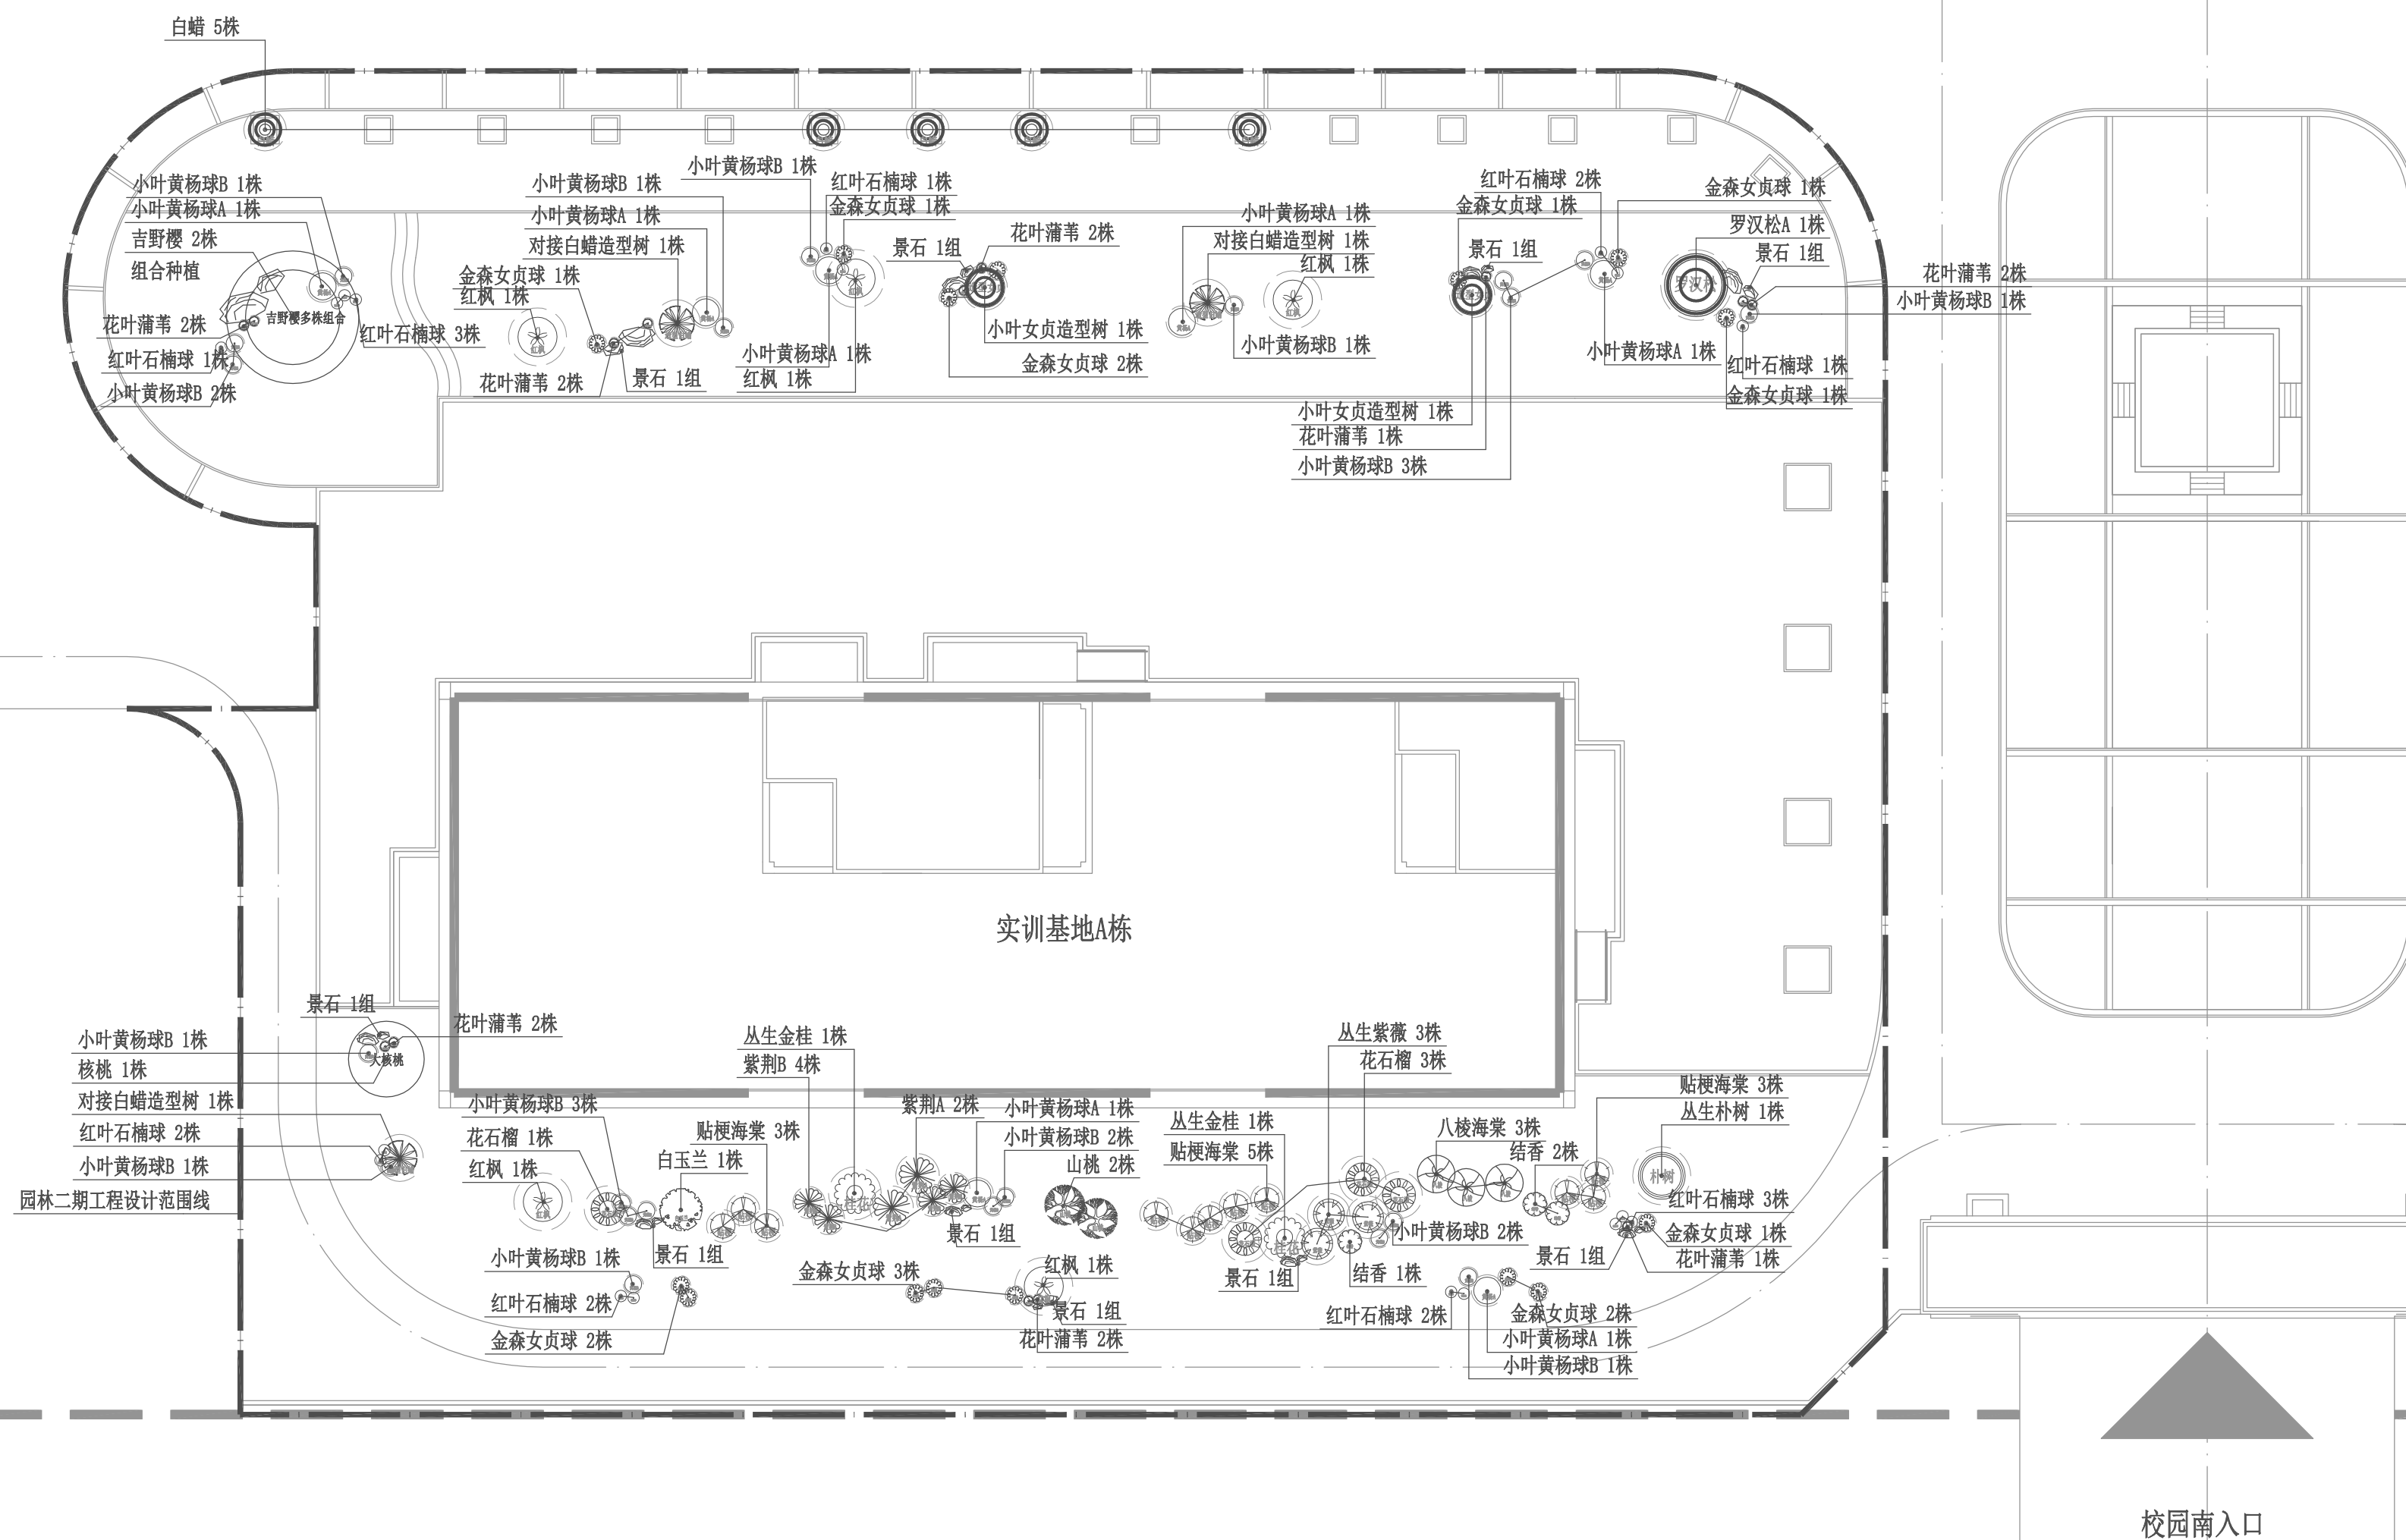 白蜡 5株
小叶黄杨球B 1株
小叶黄杨球A 1株
吉野樱 2株
组合种植
吉野樱多株组合
花叶蒲苇 2株
红叶石楠球 1株
小叶黄杨球B 2株
红叶石楠球 3株
小叶黄杨球B 1株
小叶黄杨球A 1株
对接白蜡造型树 1株
金森女贞球 1株
红枫 1株
红枫
花叶蒲苇 2株
景石 1组
小叶黄杨球B 1株
红叶石楠球 1株
金森女贞球 1株
小叶黄杨球A 1株
红枫 1株
红枫
景石 1组
花叶蒲苇 2株
小叶女贞造型树 1株
金森女贞球 2株
小叶黄杨球A 1株
对接白蜡造型树 1株
红枫 1株
红枫
小叶黄杨球B 1株
红叶石楠球 2株
金森女贞球 1株
景石 1组
小叶女贞造型树 1株
花叶蒲苇 1株
小叶黄杨球B 3株
金森女贞球 1株
罗汉松A 1株
景石 1组
罗汉松
花叶蒲苇 2株
小叶黄杨球B 1株
小叶黄杨球A 1株
红叶石楠球 1株
金森女贞球 1株
实训基地A栋
景石 1组
花叶蒲苇 2株
小叶黄杨球B 1株
大核桃
核桃 1株
对接白蜡造型树 1株
红叶石楠球 2株
小叶黄杨球B 1株
园林二期工程设计范围线
小叶黄杨球B 3株
花石榴 1株
红枫 1株
红枫
白玉兰 1株
贴梗海棠 3株
景石 1组
小叶黄杨球B 1株
红叶石楠球 2株
金森女贞球 2株
丛生金桂 1株
紫荆B 4株
桂花
紫荆A 2株
小叶黄杨球A 1株
小叶黄杨球B 2株
山桃 2株
景石 1组
金森女贞球 3株
红枫 1株
景石 1组
花叶蒲苇 2株
丛生紫薇 3株
花石榴 3株
丛生金桂 1株
贴梗海棠 5株
桂花
景石 1组
八棱海棠 3株
结香 2株
小叶黄杨球B 2株
结香 1株
贴梗海棠 3株
丛生朴树 1株
朴树
红叶石楠球 3株
金森女贞球 1株
花叶蒲苇 1株
景石 1组
红叶石楠球 2株
金森女贞球 2株
小叶黄杨球A 1株
小叶黄杨球B 1株
校园南入口